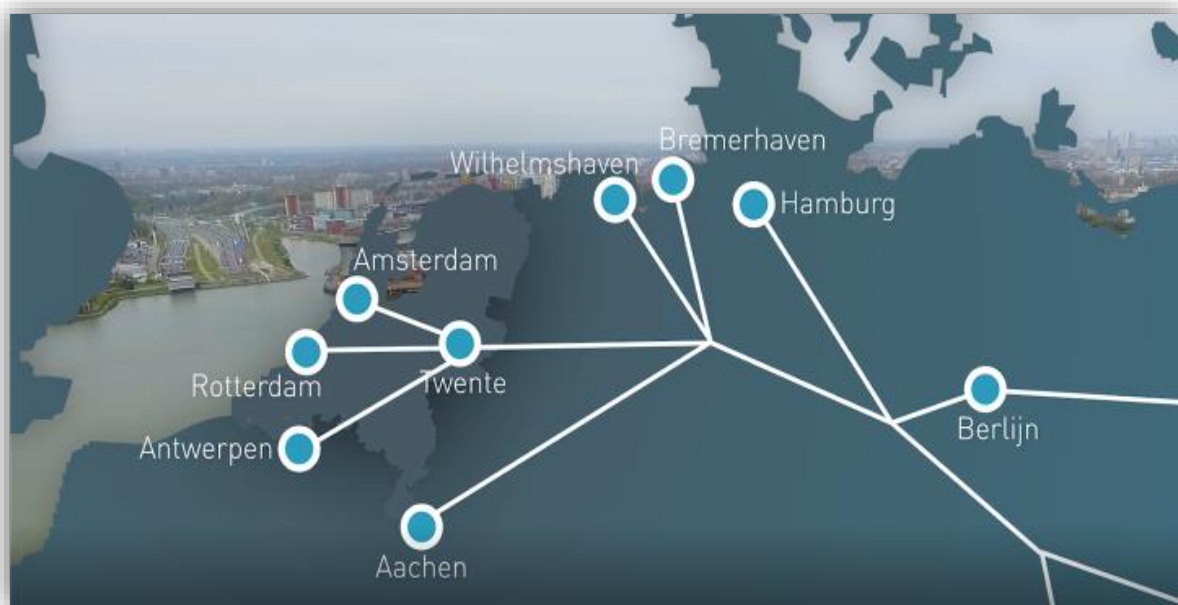 Bremerhaven
Wilhelmshaven
Hamburg
Amsterdam
Rotterdam
Twente
Berlijn
Antwerpen
Aachen